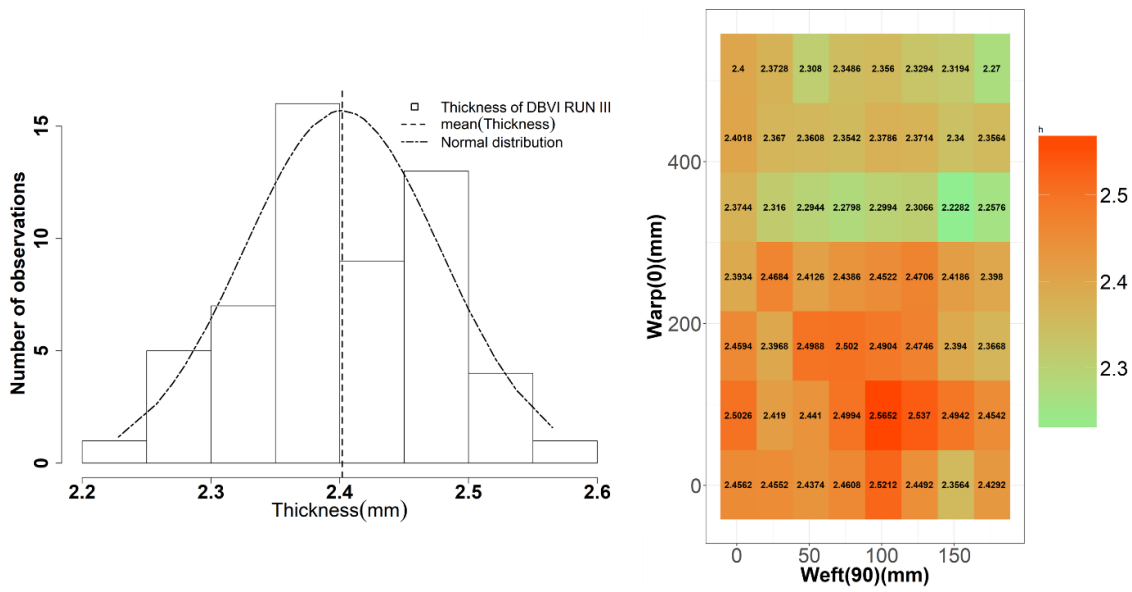 Number of observations
15
10
5
0
2.2 2.3 2.4 2.5 2.6
Thickness(mm)
Thickness of DBVI RUN III
mean(Thickness)
Normal distribution
Warp(0)(mm)
400
200
0
2.4 2.3728 2.308 2.3486 2.356 2.3294 2.3194 2.27
2.4018 2.367 2.3608 2.3542 2.3786 2.3714 2.34 2.3564
2.3744 2.316 2.2944 2.2798 2.2994 2.3066 2.2282 2.2576
2.3934 2.4684 2.4126 2.4386 2.4522 2.4706 2.4186 2.398
2.4594 2.3968 2.4988 2.502 2.4904 2.4746 2.394 2.3668
2.5026 2.419 2.441 2.4994 2.5652 2.537 2.4942 2.4542
2.4562 2.4552 2.4374 2.4608 2.5212 2.4492 2.3564 2.4292
0 50 100 150
Weft(90)(mm)
h
2.5
2.4
2.3